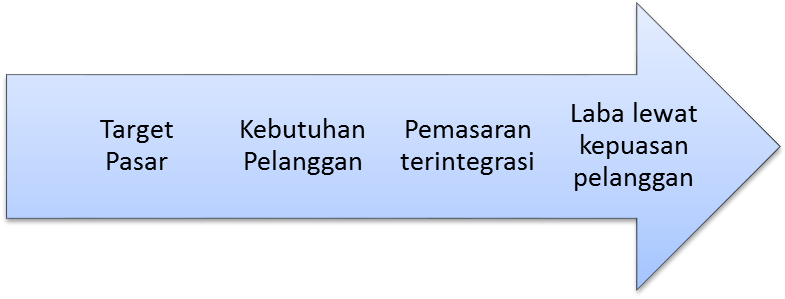 Target
Pasar
Kebutuhan
Pelanggan
Pemasaran
terintegrasi
Laba lewat
kepuasan
pelanggan